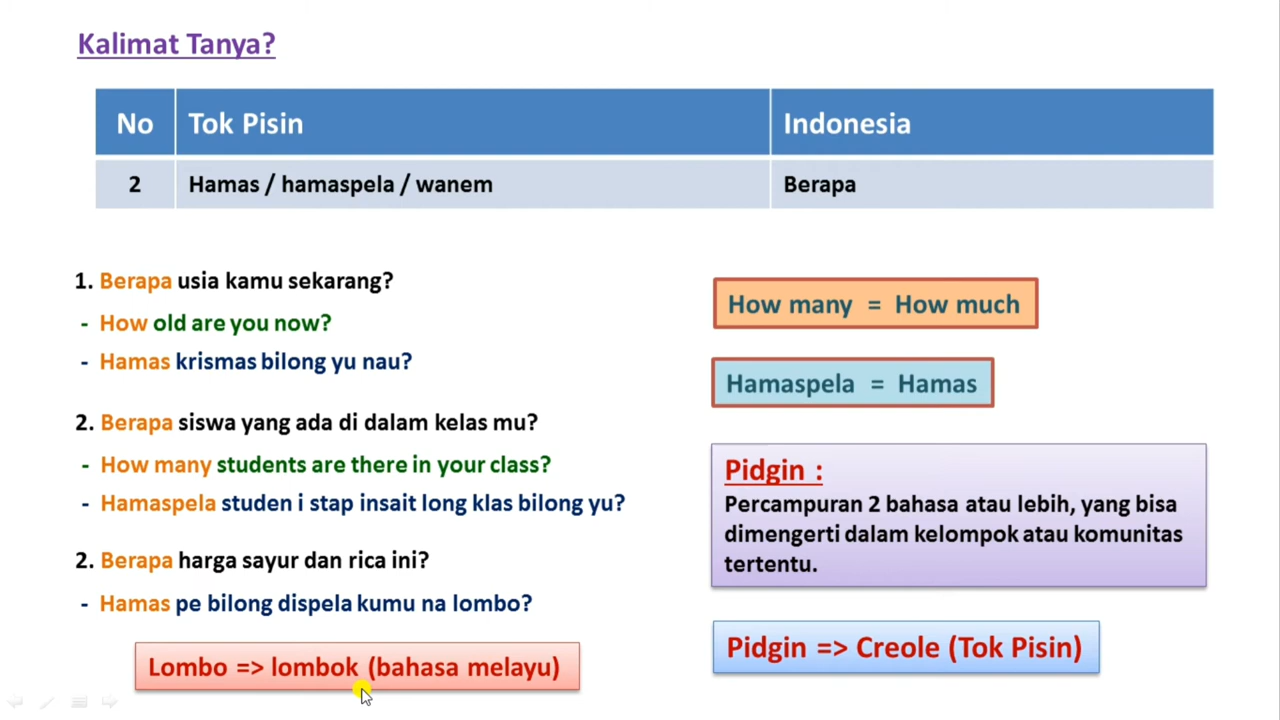 Kalimat Tanya?
No Tok Pisin Indonesia
2 Hamas / hamaspela / wanem Berapa
1. Berapa usia kamu sekarang?
- How old are you now?
- Hamas krismas bilong yu nau?
2. Berapa siswa yang ada di dalam kelas mu?
- How many students are there in your class?
- Hamaspela studen i stap insait long klas bilong yu?
2. Berapa harga sayur dan rica ini?
- Hamas pe bilong dispela kumu na lombo?
Lombo => lombok (bahasa melayu)
How many = How much
Hamaspela = Hamas
Pidgin :
Percampuran 2 bahasa atau lebih, yang bisa
dimengerti dalam kelompok atau komunitas
tertentu.
Pidgin => Creole (Tok Pisin)